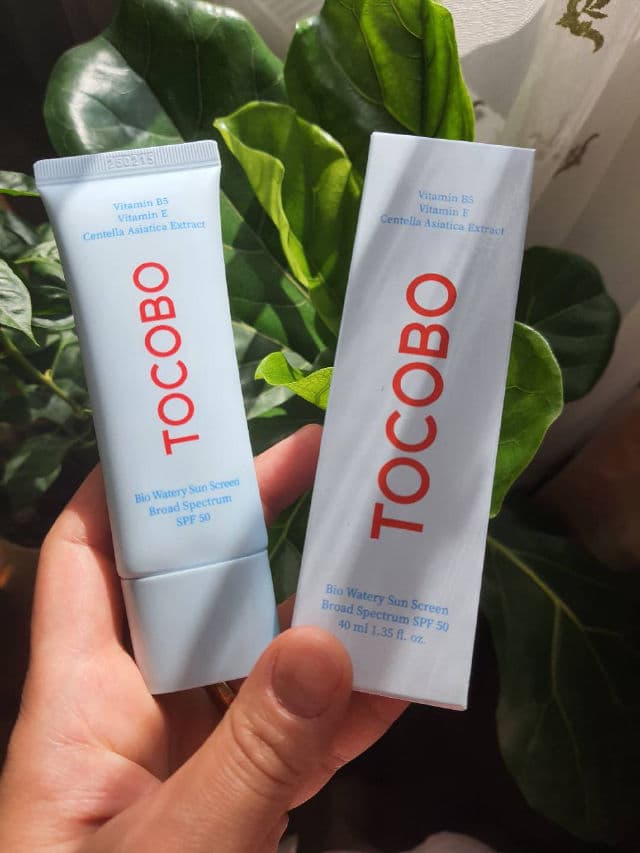 250215
Vitamin B5
Vitamin E
Centella Asiatica Extract
TOCOBO
Bio Watery Sun Screen
Broad Spectrum
SPF 50
Vitamin B5
Vitamin E
Centella Asiatica Extract
TOCOBO
Bio Watery Sun Screen
Broad Spectrum SPF 50
40 ml 1.35 fl. oz.